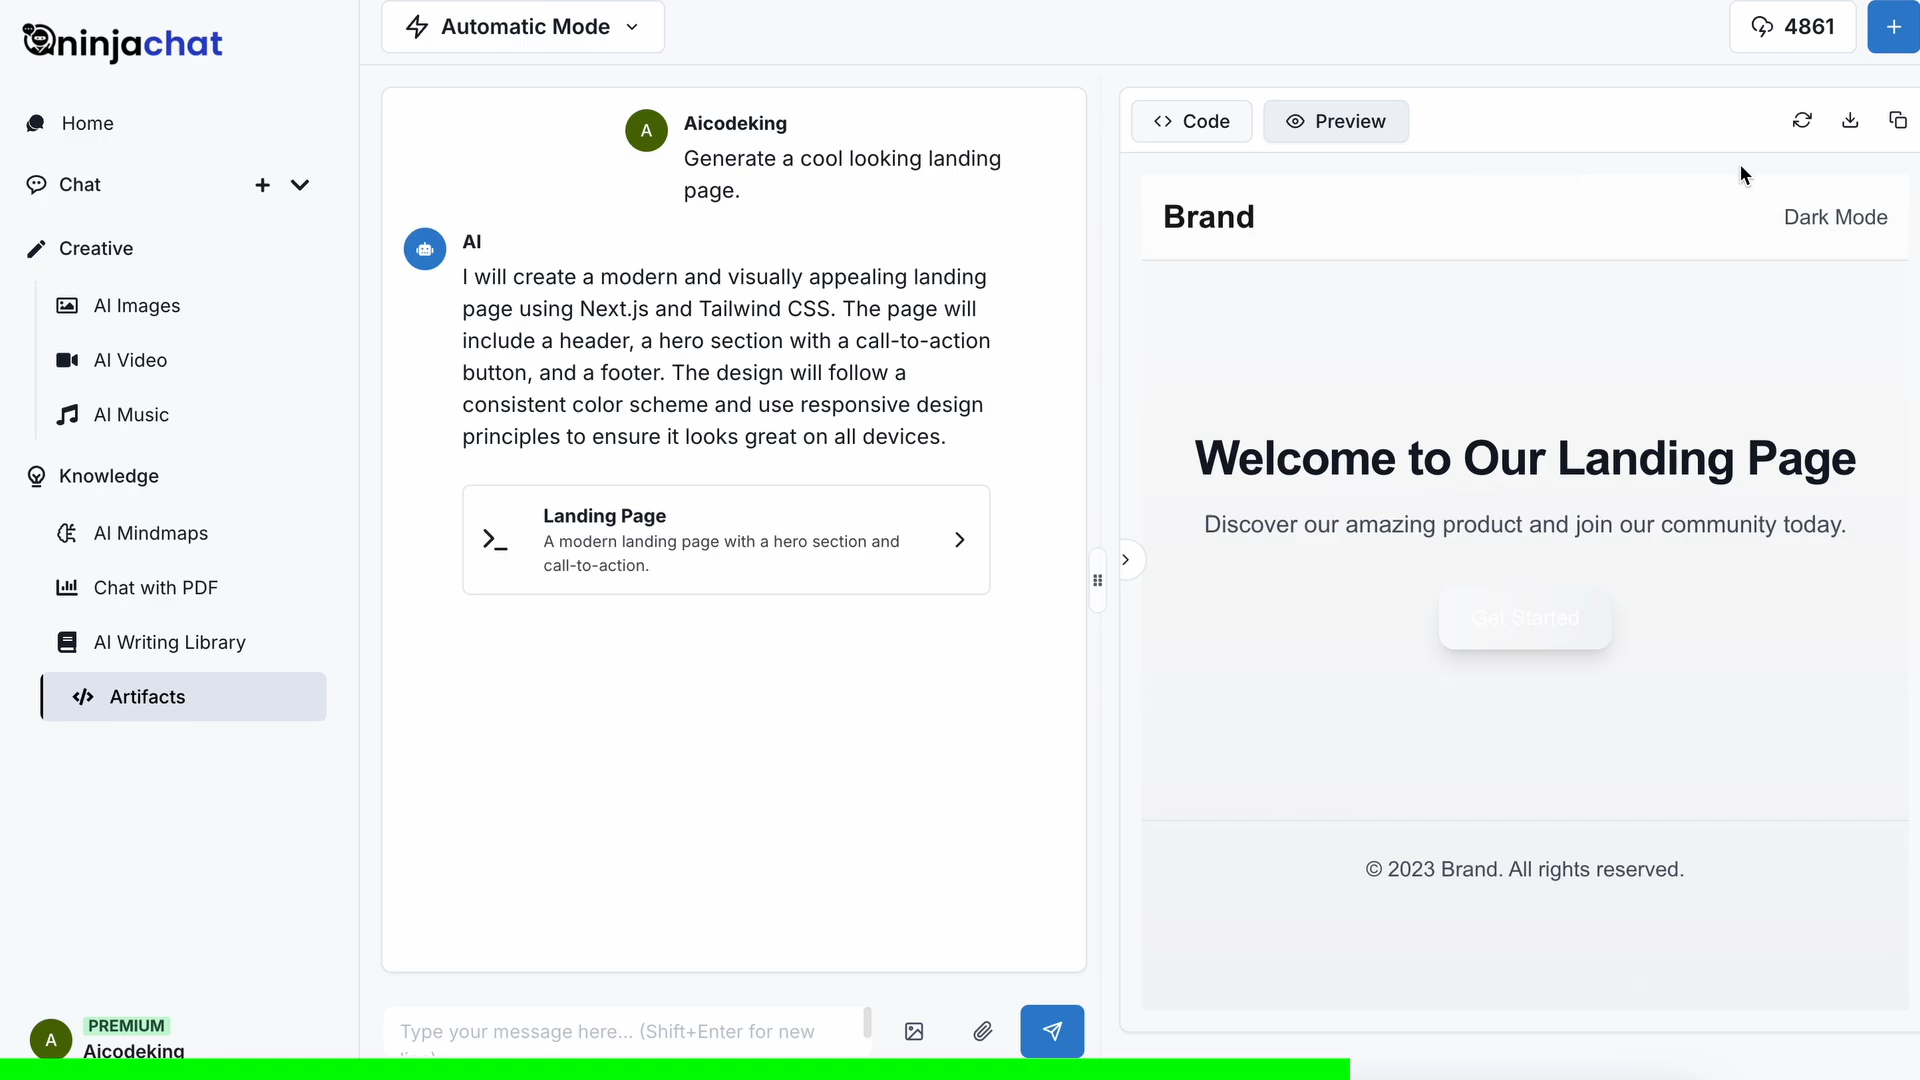 ninjachat
Home
Chat
Creative
AI Images
AI Video
AI Music
Knowledge
AI Mindmaps
Chat with PDF
AI Writing Library
Artifacts
A
PREMIUM
Aicodeking
Automatic Mode
4861
A
Aicodeking
Generate a cool looking landing
page.
AI
I will create a modern and visually appealing landing
page using Next.js and Tailwind CSS. The page will
include a header, a hero section with a call-to-action
button, and a footer. The design will follow a
consistent color scheme and use responsive design
principles to ensure it looks great on all devices.
Landing Page
A modern landing page with a hero section and
call-to-action.
Type your message here... (Shift+Enter for new
Code
Preview
Brand
Dark Mode
Welcome to Our Landing Page
Discover our amazing product and join our community today.
Get Started
© 2023 Brand. All rights reserved.